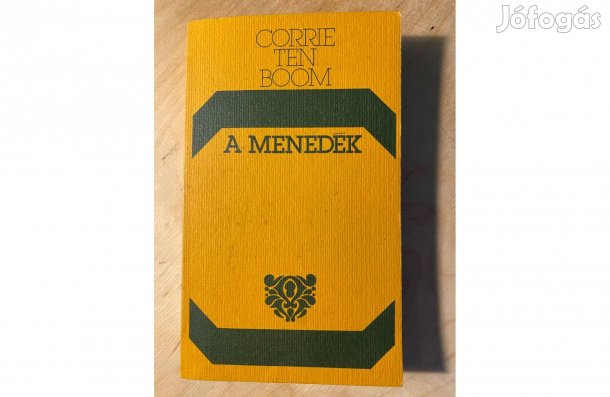 Jófogás
CORRIE
TEN
BOOM
A MENEDÉK